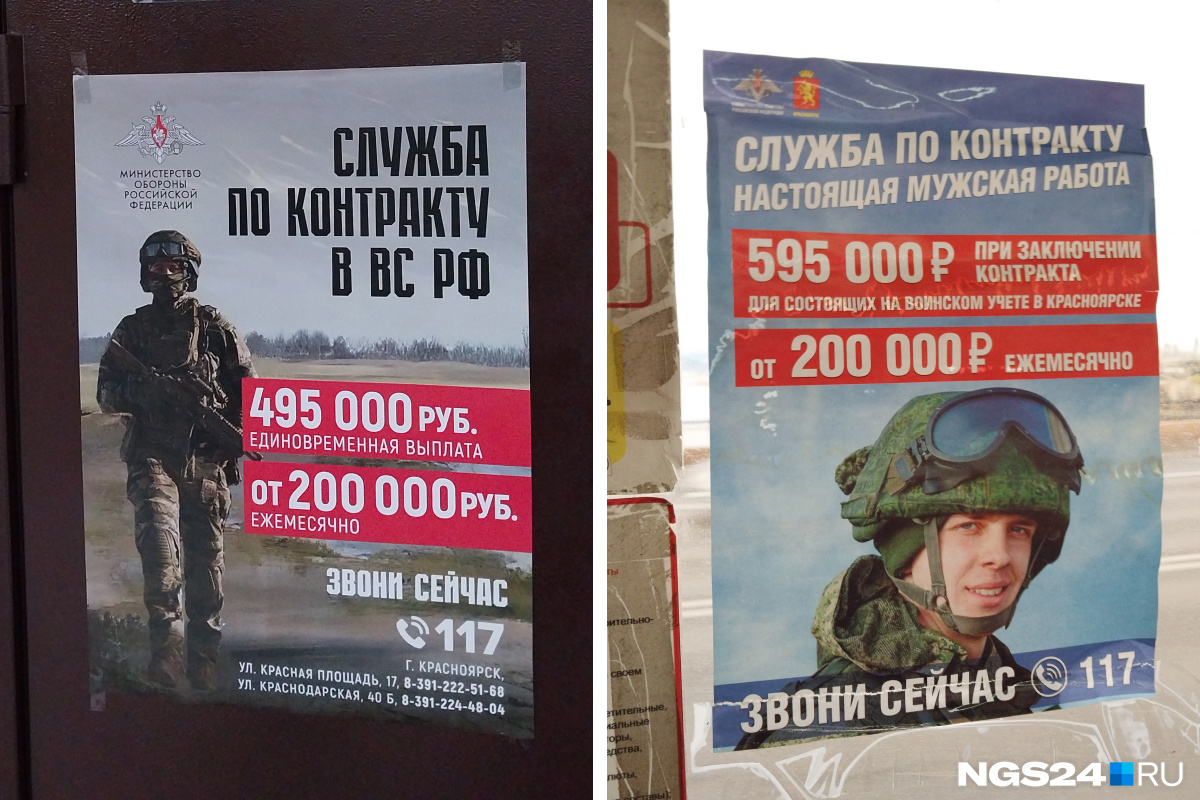 МИНИСТЕРСТВО
ОБОРОНЫ
РОССИЙСКОЙ
ФЕДЕРАЦИИ
СЛУЖБА
ПО КОНТРАКТУ
В ВС РФ
495 000 РУБ.
ЕДИНОВРЕМЕННАЯ ВЫПЛАТА
ОТ 200 000 РУБ.
ЕЖЕМЕСЯЧНО
ЗВОНИ СЕЙЧАС
117
Г. КРАСНОЯРСК,
УЛ. КРАСНАЯ ПЛОЩАДЬ, 17, 8-391-222-51-68
УЛ. КРАСНОДАРСКАЯ, 40 Б, 8-391-224-48-04
СЛУЖБА ПО КОНТРАКТУ
НАСТОЯЩАЯ МУЖСКАЯ РАБОТА
595 000 ₽ ПРИ ЗАКЛЮЧЕНИИ
КОНТРАКТА
ДЛЯ СОСТОЯЩИХ НА ВОИНСКОМ УЧЕТЕ В КРАСНОЯРСКЕ
ОТ 200 000 ₽ ЕЖЕМЕСЯЧНО
ЗВОНИ СЕЙЧАС 117
своем
NGS24.RU